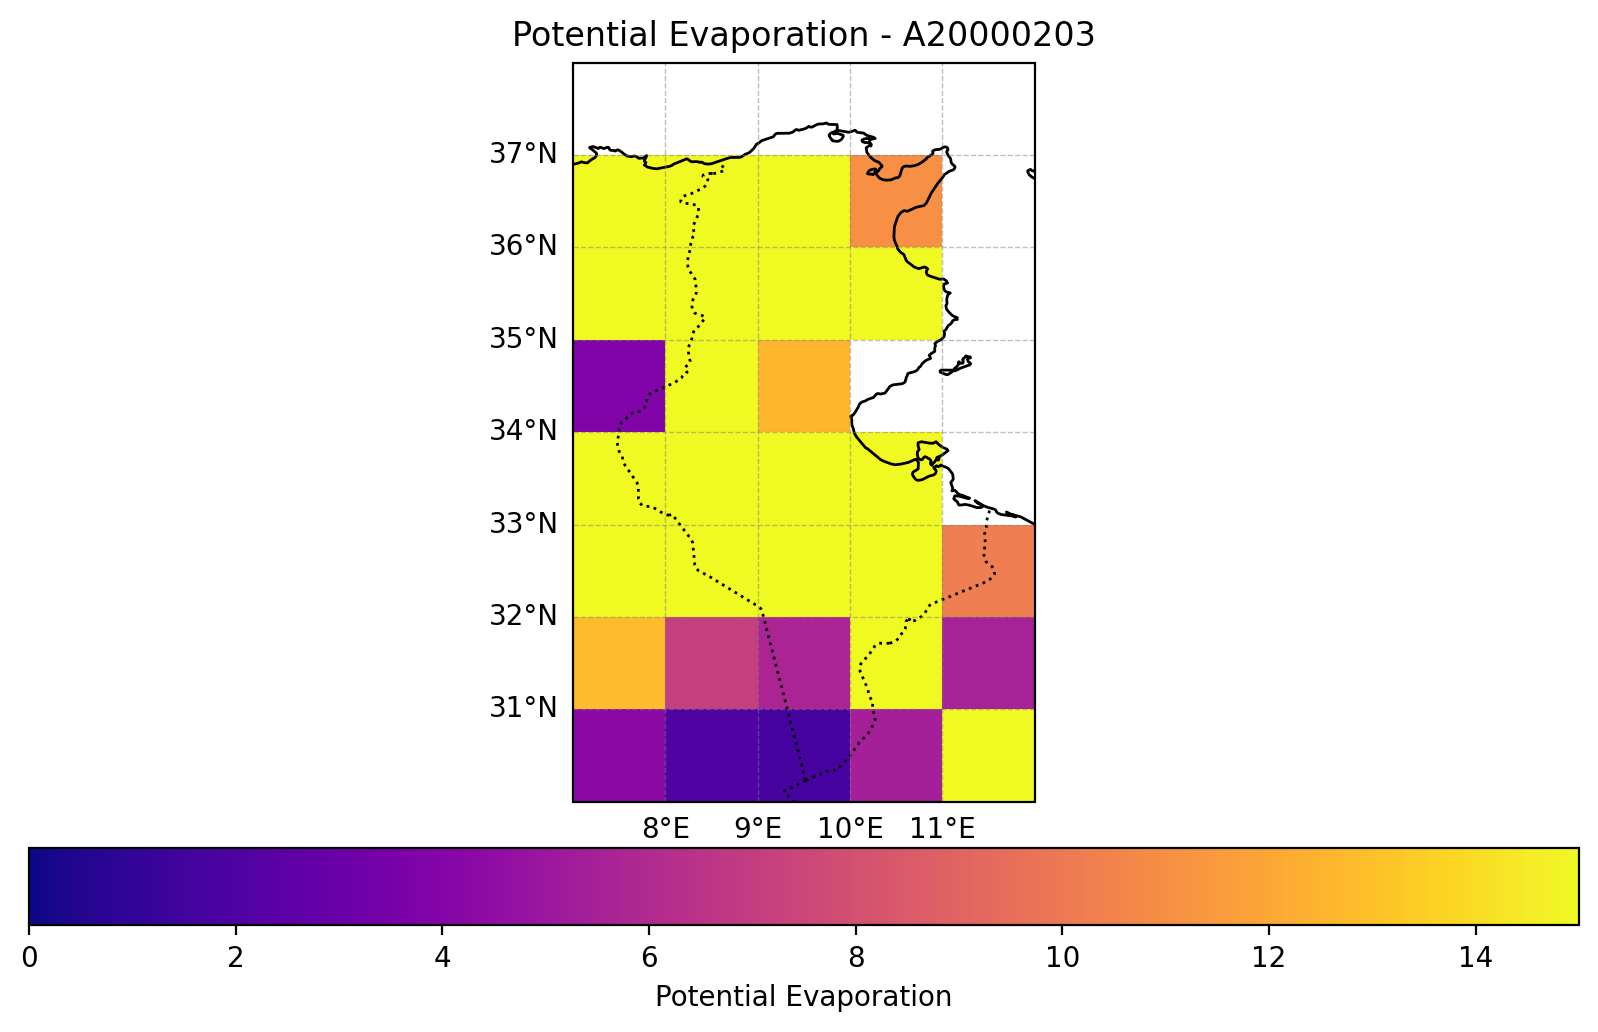 Potential Evaporation - A20000203
37°N
36°N
35°N
34°N
33°N
32°N
31°N
8°E 9°E 10°E 11°E
0 2 4 6 8 10 12 14
Potential Evaporation